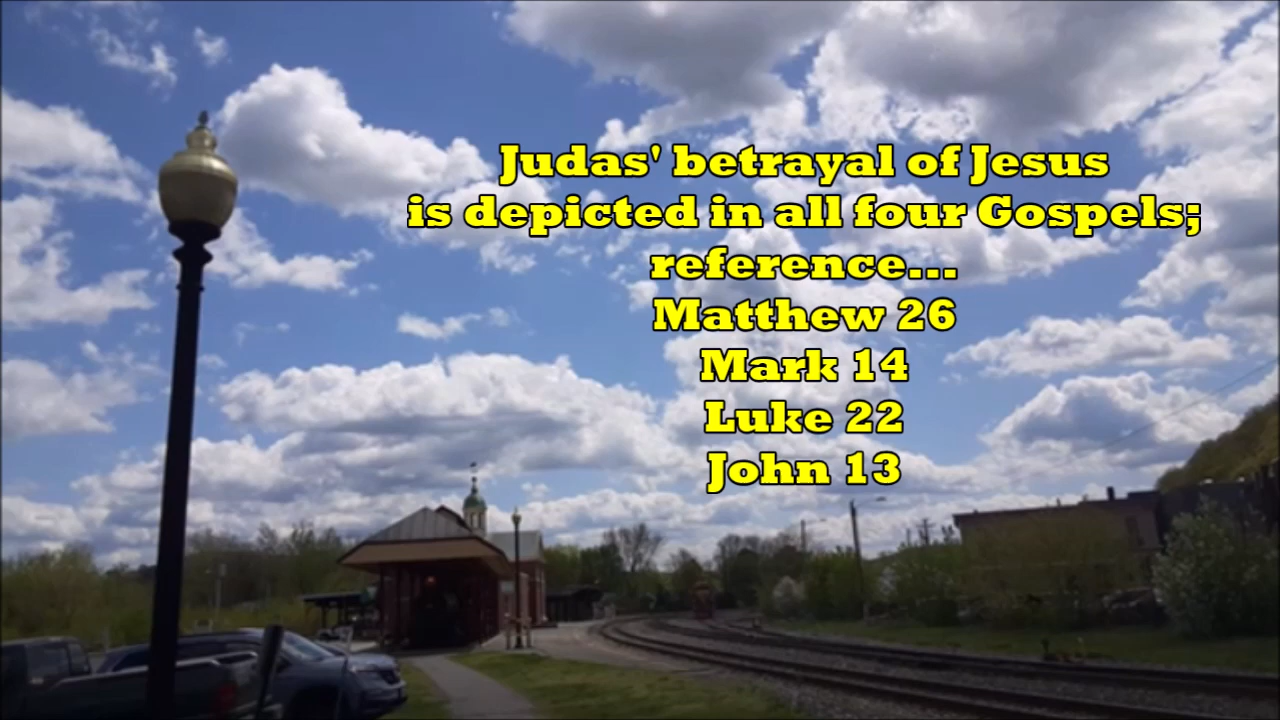 Judas' betrayal of Jesus
is depicted in all four Gospels;
reference...
Matthew 26
Mark 14
Luke 22
John 13